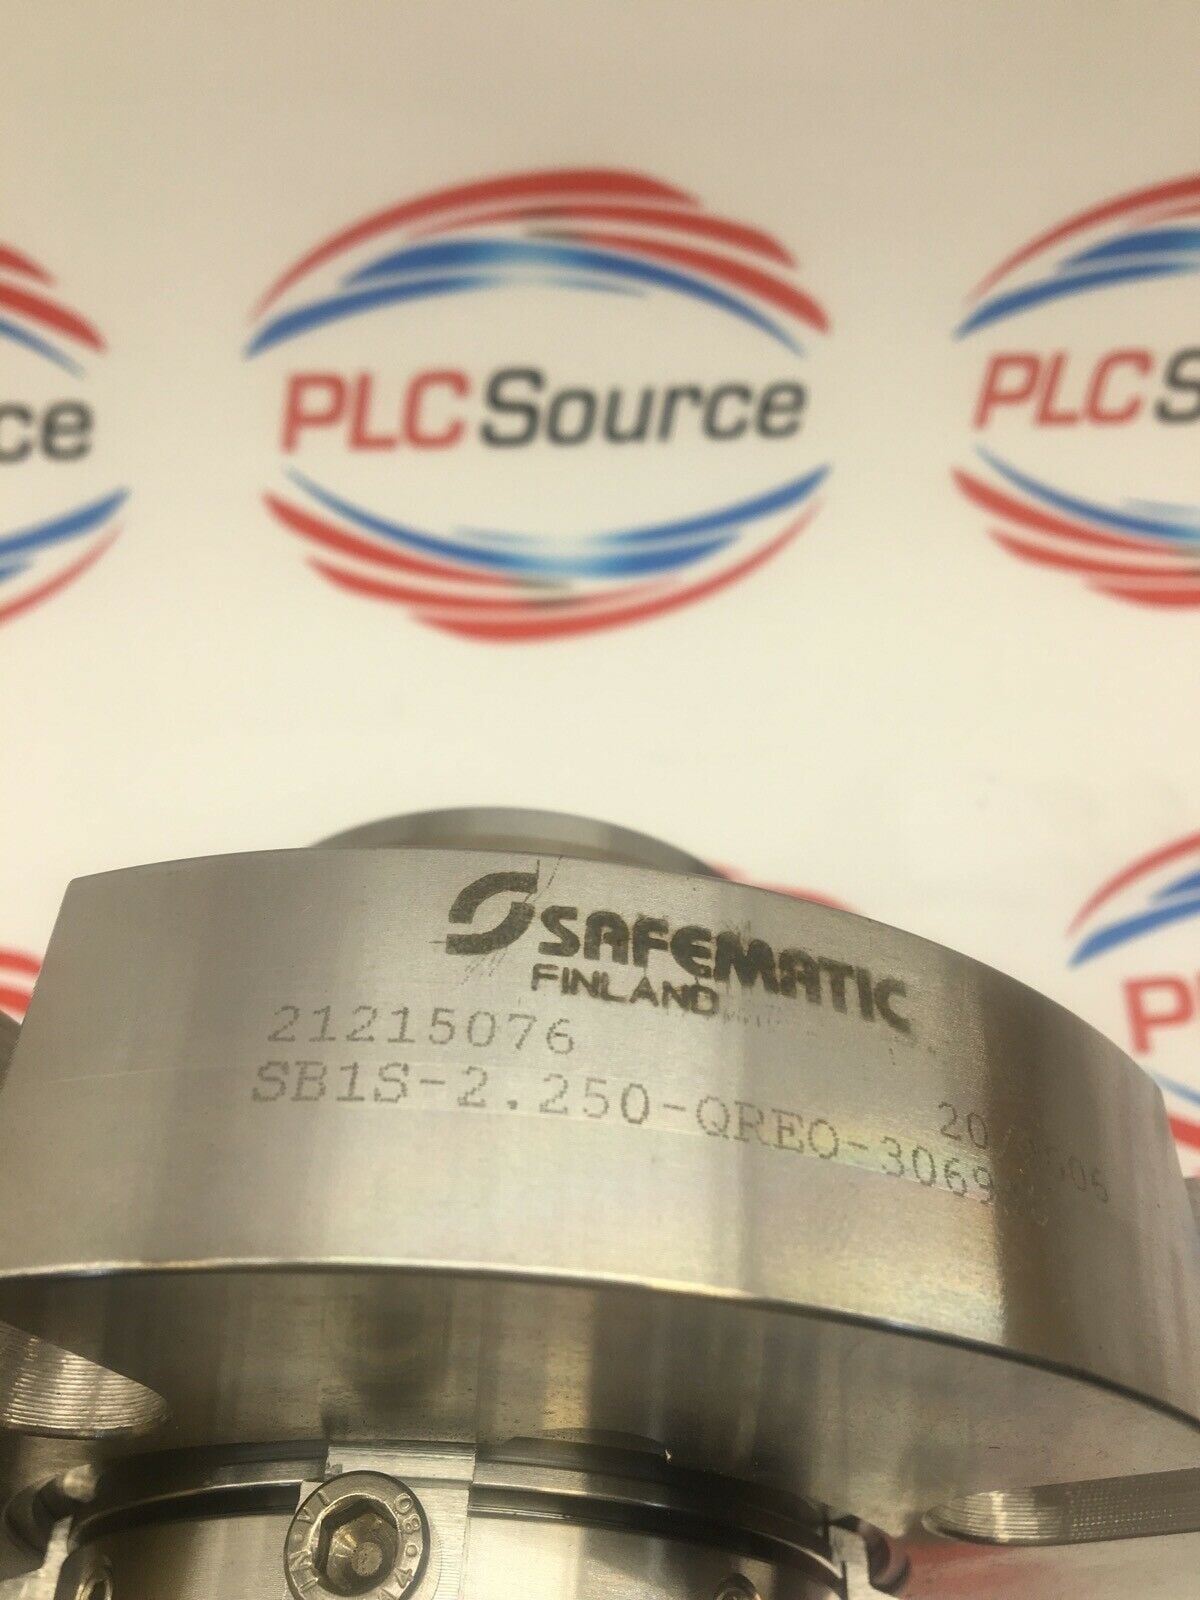 PLC Source
PLC S
ce
SAFEMATIC
FINLAND
21215076
SB1S-2.250-QREO-3069
P